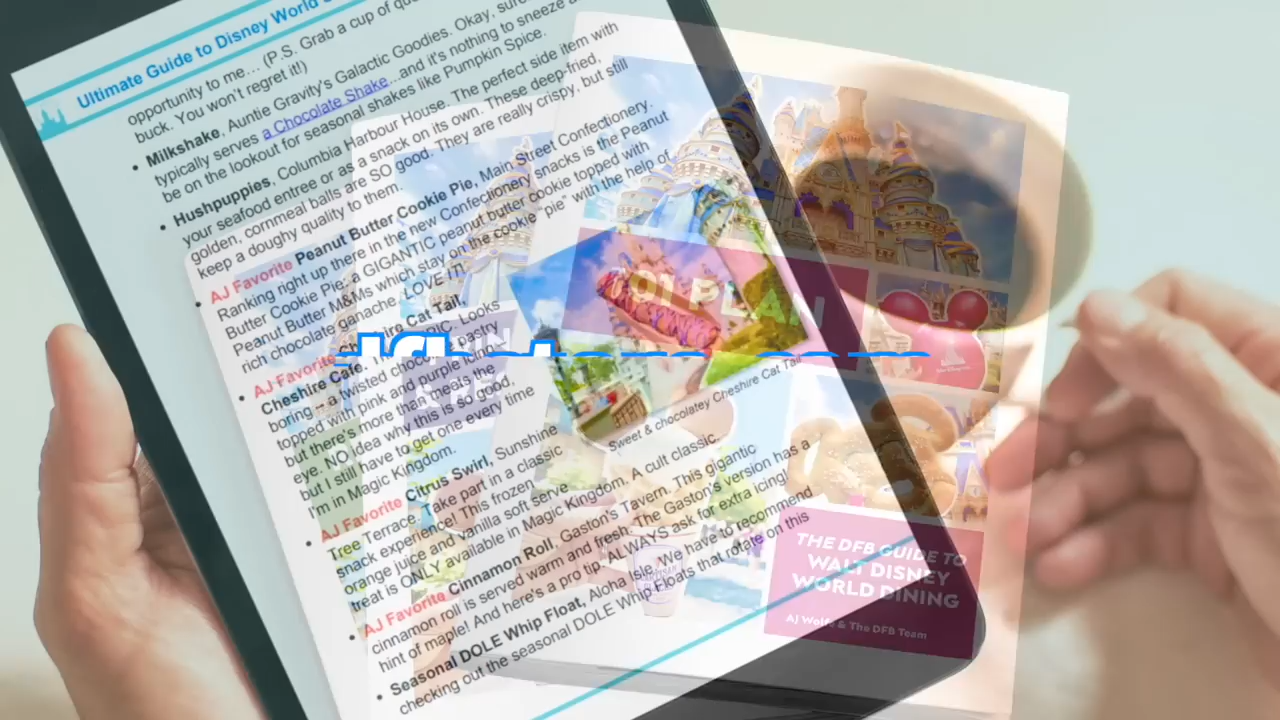 Ultimate Guide to Disney World
opportunity to me... (P.S. Grab a cup of
buck. You won't regret it!)
• Milkshake, Auntie Gravity's Galactic Goodies. Okay, sure
typically serves a Chocolate Shake...and it's nothing to sneeze a
be on the lookout for seasonal shakes like Pumpkin Spice.
• Hushpuppies, Columbia Harbour House. The perfect side item with
your seafood entree or as a snack on its own. These deep-fried,
golden, cornmeal balls are SO good. They are really crispy, but still
keep a doughy quality to them.
• AJ Favorite Peanut Butter Cookie Pie, Main Street Confectionery.
Ranking right up there in the new Confectionery snacks is the Peanut
Butter Cookie Pie, a GIGANTIC peanut butter cookie topped with
Peanut Butter M&Ms which stay on the cookie "pie" with the help of
rich chocolate ganache. LOVE IT!
• AJ Favorite Cheshire Cat Tail,
Cheshire Café. EPIC. Looks
boring – a twisted chocolate pastry
topped with pink and purple icing –
but there's more than meets the
eye. NO idea why this is so good,
but I still have to get one every time
I'm in Magic Kingdom.
Sweet & chocolatey Cheshire Cat Tail
• AJ Favorite Citrus Swirl, Sunshine
Tree Terrace. Take part in a classic
snack experience! This frozen
orange juice and vanilla soft serve
treat is ONLY available in Magic Kingdom. A cult classic.
• AJ Favorite Cinnamon Roll, Gaston's Tavern. This gigantic
cinnamon roll is served warm and fresh. The Gaston's version has a
hint of maple! And here's a pro tip...ALWAYS ask for extra icing!
• Seasonal DOLE Whip Float, Aloha Isle. We have to recommend
checking out the seasonal DOLE Whip Floats that rotate on this
PLAN
THE DFB GUIDE TO
WALT DISNEY
WORLD DINING
AJ Wolfe & The DFB Team